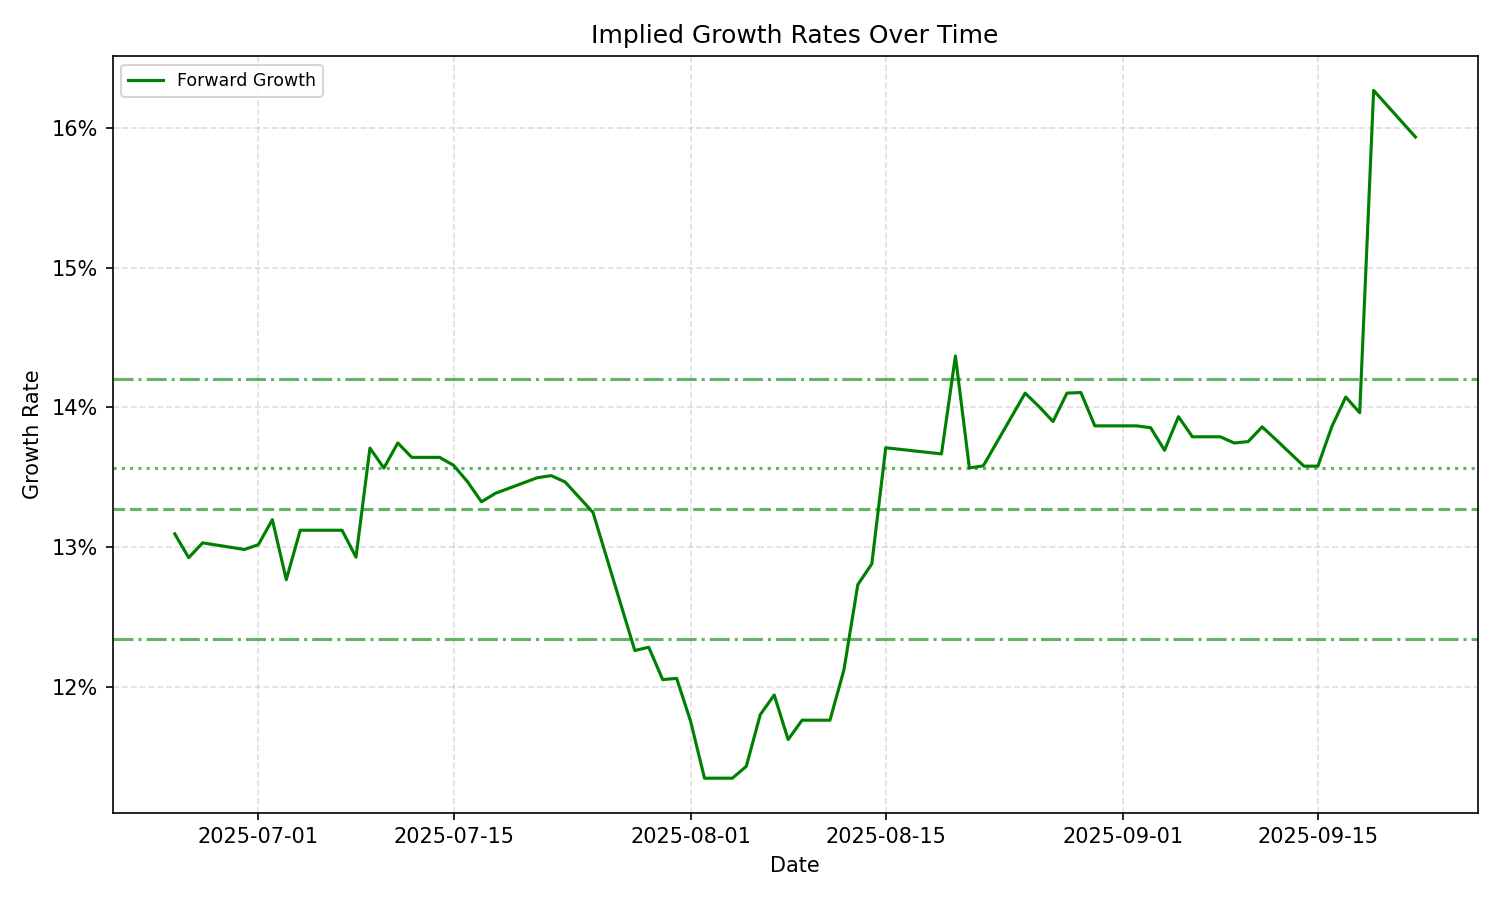 Implied Growth Rates Over Time
Forward Growth
16%
15%
14%
13%
12%
Growth Rate
2025-07-01
2025-07-15
2025-08-01
2025-08-15
2025-09-01
2025-09-15
Date